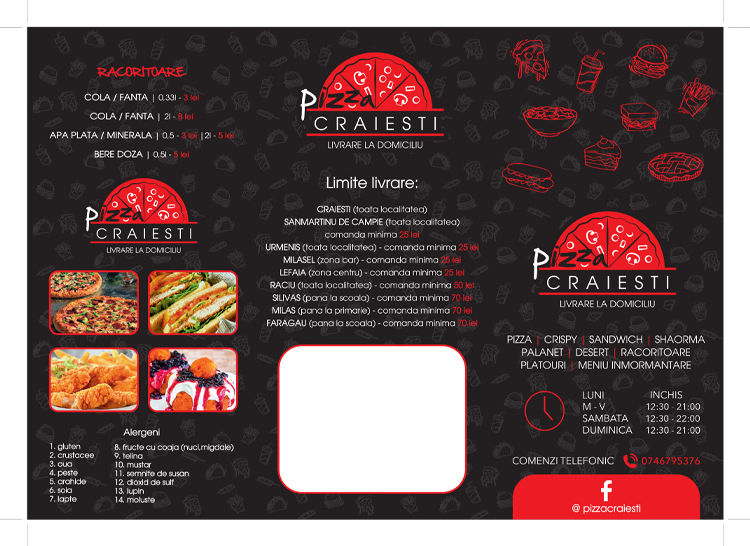 RACORITOARE
COLA / FANTA | 0,33l - 3 lei
COLA / FANTA | 2l - 8 lei
APA PLATA / MINERALA | 0,5 - 3 lei | 2l - 5 lei
BERE DOZA | 0,5l - 5 lei
Pizza
CRAIESTI
LIVRARE LA DOMICILIU
Alergeni
1. gluten
2. crustacee
3. oua
4. peste
5. arahide
6. soia
7. lapte
8. fructe cu coaja (nuci,migdale)
9. telina
10. mustar
11. semnite de susan
12. dioxid de sulf
13. lupin
14. moluste
Pizza
CRAIESTI
LIVRARE LA DOMICILIU
Limite livrare:
CRAIESTI (toata localitatea)
SANMARTINU DE CAMPIE (toata localitatea)
comanda minima 25 lei
URMENIS (toata localitatea) - comanda minima 25 lei
MILASEL (zona bar) - comanda minima 25 lei
LEFAIA (zona centru) - comanda minima 25 lei
RACIU (toata localitatea) - comanda minima 80 lei
SILIVAS (pana la scoala) - comanda minima 70 lei
MILAS (pana la primarie) - comanda minima 70 lei
FARAGAU (pana la scoala) - comanda minima 70 lei
Pizza
CRAIESTI
LIVRARE LA DOMICILIU
PIZZA | CRISPY | SANDWICH | SHAORMA
PALANET | DESERT | RACORITOARE
PLATOURI | MENIU INMORMANTARE
LUNI INCHIS
M - V 12:30 - 21:00
SAMBATA 12:30 - 22:00
DUMINICA 12:30 - 21:00
COMENZI TELEFONIC 0746795376
@ pizzacraiesti